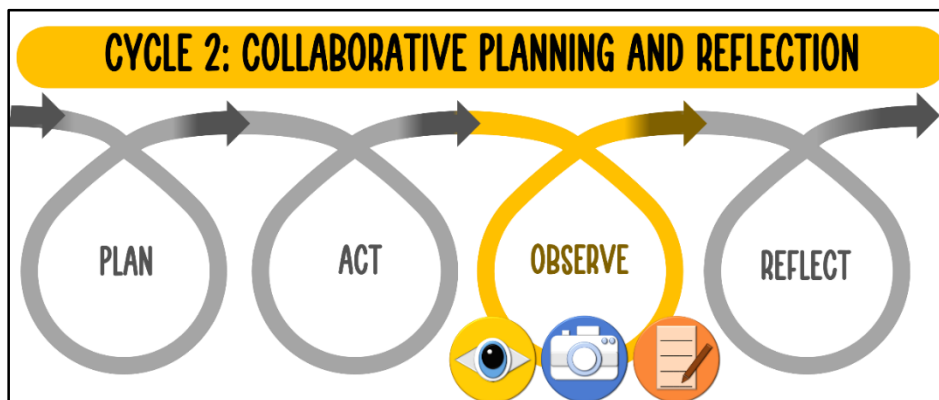 CYCLE 2: COLLABORATIVE PLANNING AND REFLECTION
PLAN
ACT
OBSERVE
REFLECT